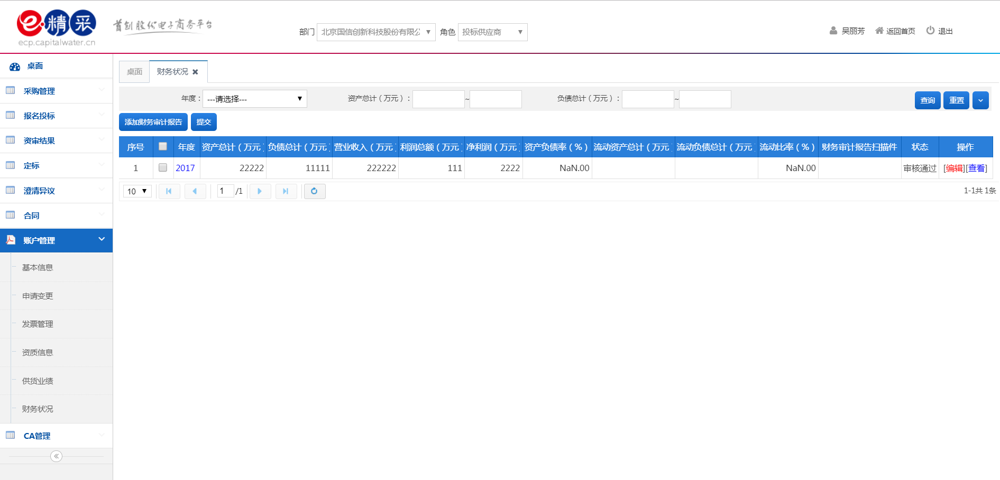 e·精采
ecp.capitalwater.cn
首创股份电子商务平台
部门 北京国信创新科技股份有限公 角色 投标供应商
吴丽芳 返回首页 退出
桌面
采购管理
报名投标
资审结果
定标
澄清异议
合同
账户管理
基本信息
申请变更
发票管理
资质信息
供货业绩
财务状况
CA管理
桌面 财务状况
年度： ---请选择--- 资产总计（万元）： ~ 负债总计（万元）： ~ 查询 重置
添加财务审计报告 提交
序号 年度 资产总计（万元 负债总计（万元 营业收入（万元 利润总额（万元 净利润（万元 资产负债率（%） 流动资产总计（万元 流动负债总计（万元 流动比率（%） 财务审计报告扫描件 状态 操作
1 2017 22222 11111 222222 111 2222 NaN.00 NaN.00 审核通过 [编辑][查看]
10 1 /1 1-1共 1条